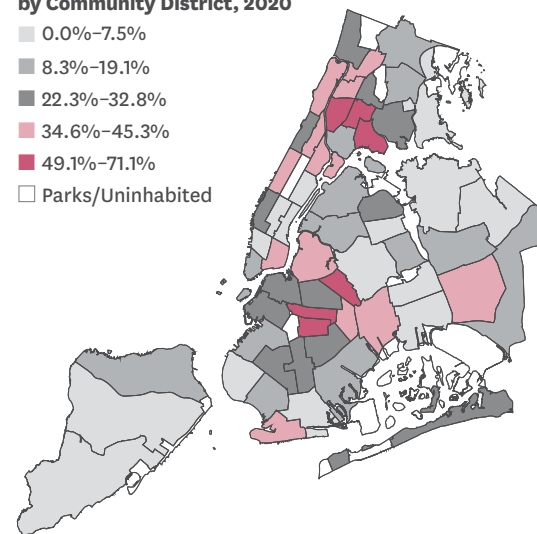 by Community District, 2020
0.0%–7.5%
8.3%–19.1%
22.3%–32.8%
34.6%–45.3%
49.1%–71.1%
Parks/Uninhabited